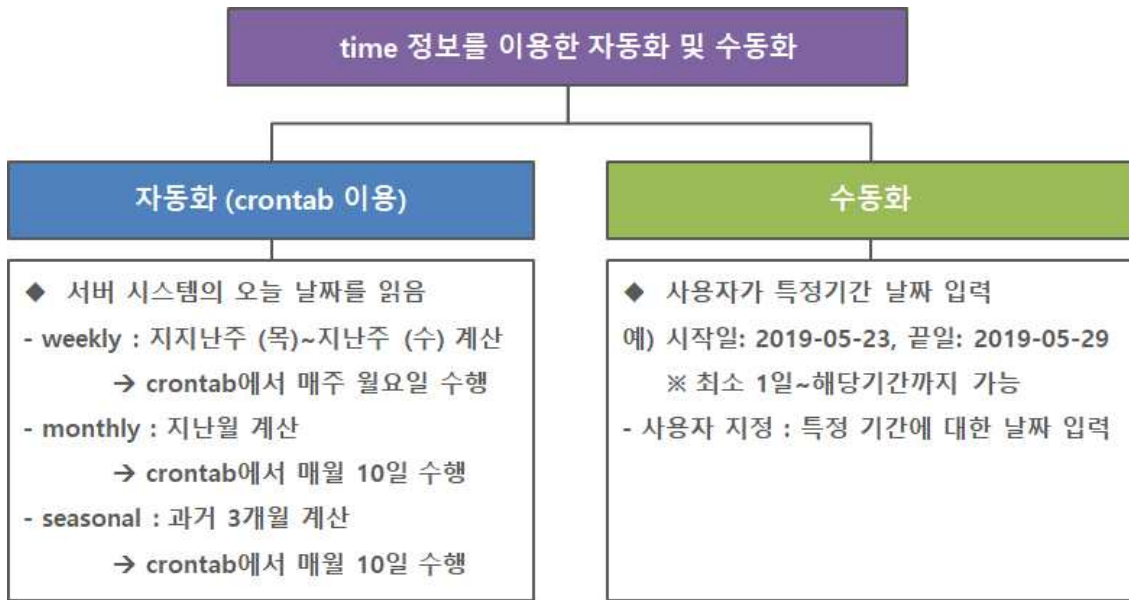 time 정보를 이용한 자동화 및 수동화
자동화 (crontab 이용)
◆ 서버 시스템의 오늘 날짜를 읽음
- weekly : 지지난주 (목)~지난주 (수) 계산
→ crontab에서 매주 월요일 수행
- monthly : 지난월 계산
→ crontab에서 매월 10일 수행
- seasonal : 과거 3개월 계산
→ crontab에서 매월 10일 수행
수동화
◆ 사용자가 특정기간 날짜 입력
예) 시작일: 2019-05-23, 끝일: 2019-05-29
※ 최소 1일~해당기간까지 가능
- 사용자 지정 : 특정 기간에 대한 날짜 입력